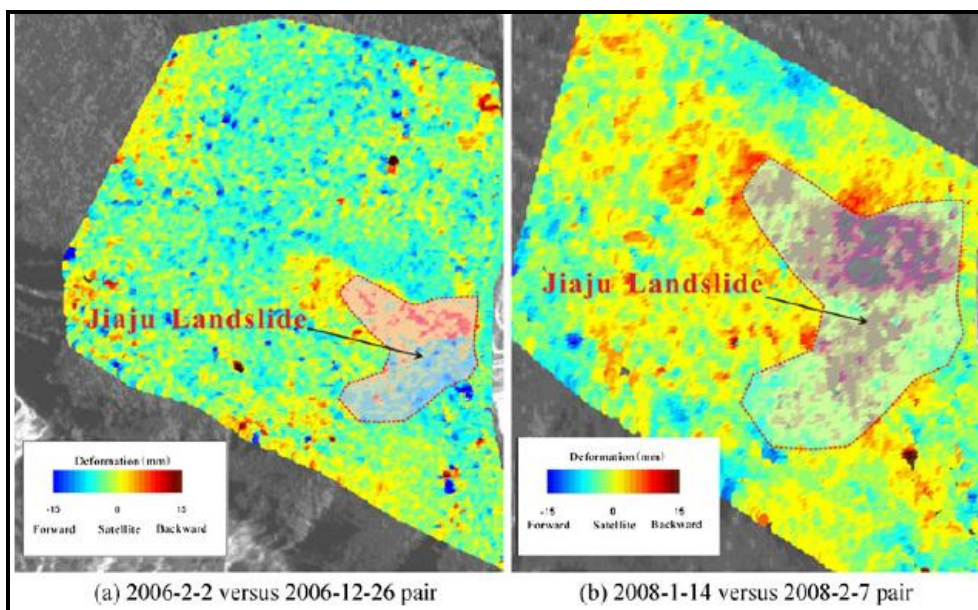 Jiaju Landslide
Deformation(mm)
-15 0 15
Forward Satellite Backward
(a) 2006-2-2 versus 2006-12-26 pair
Jiaju Landslide
Deformation(mm)
-15 0 15
Forward Satellite Backward
(b) 2008-1-14 versus 2008-2-7 pair